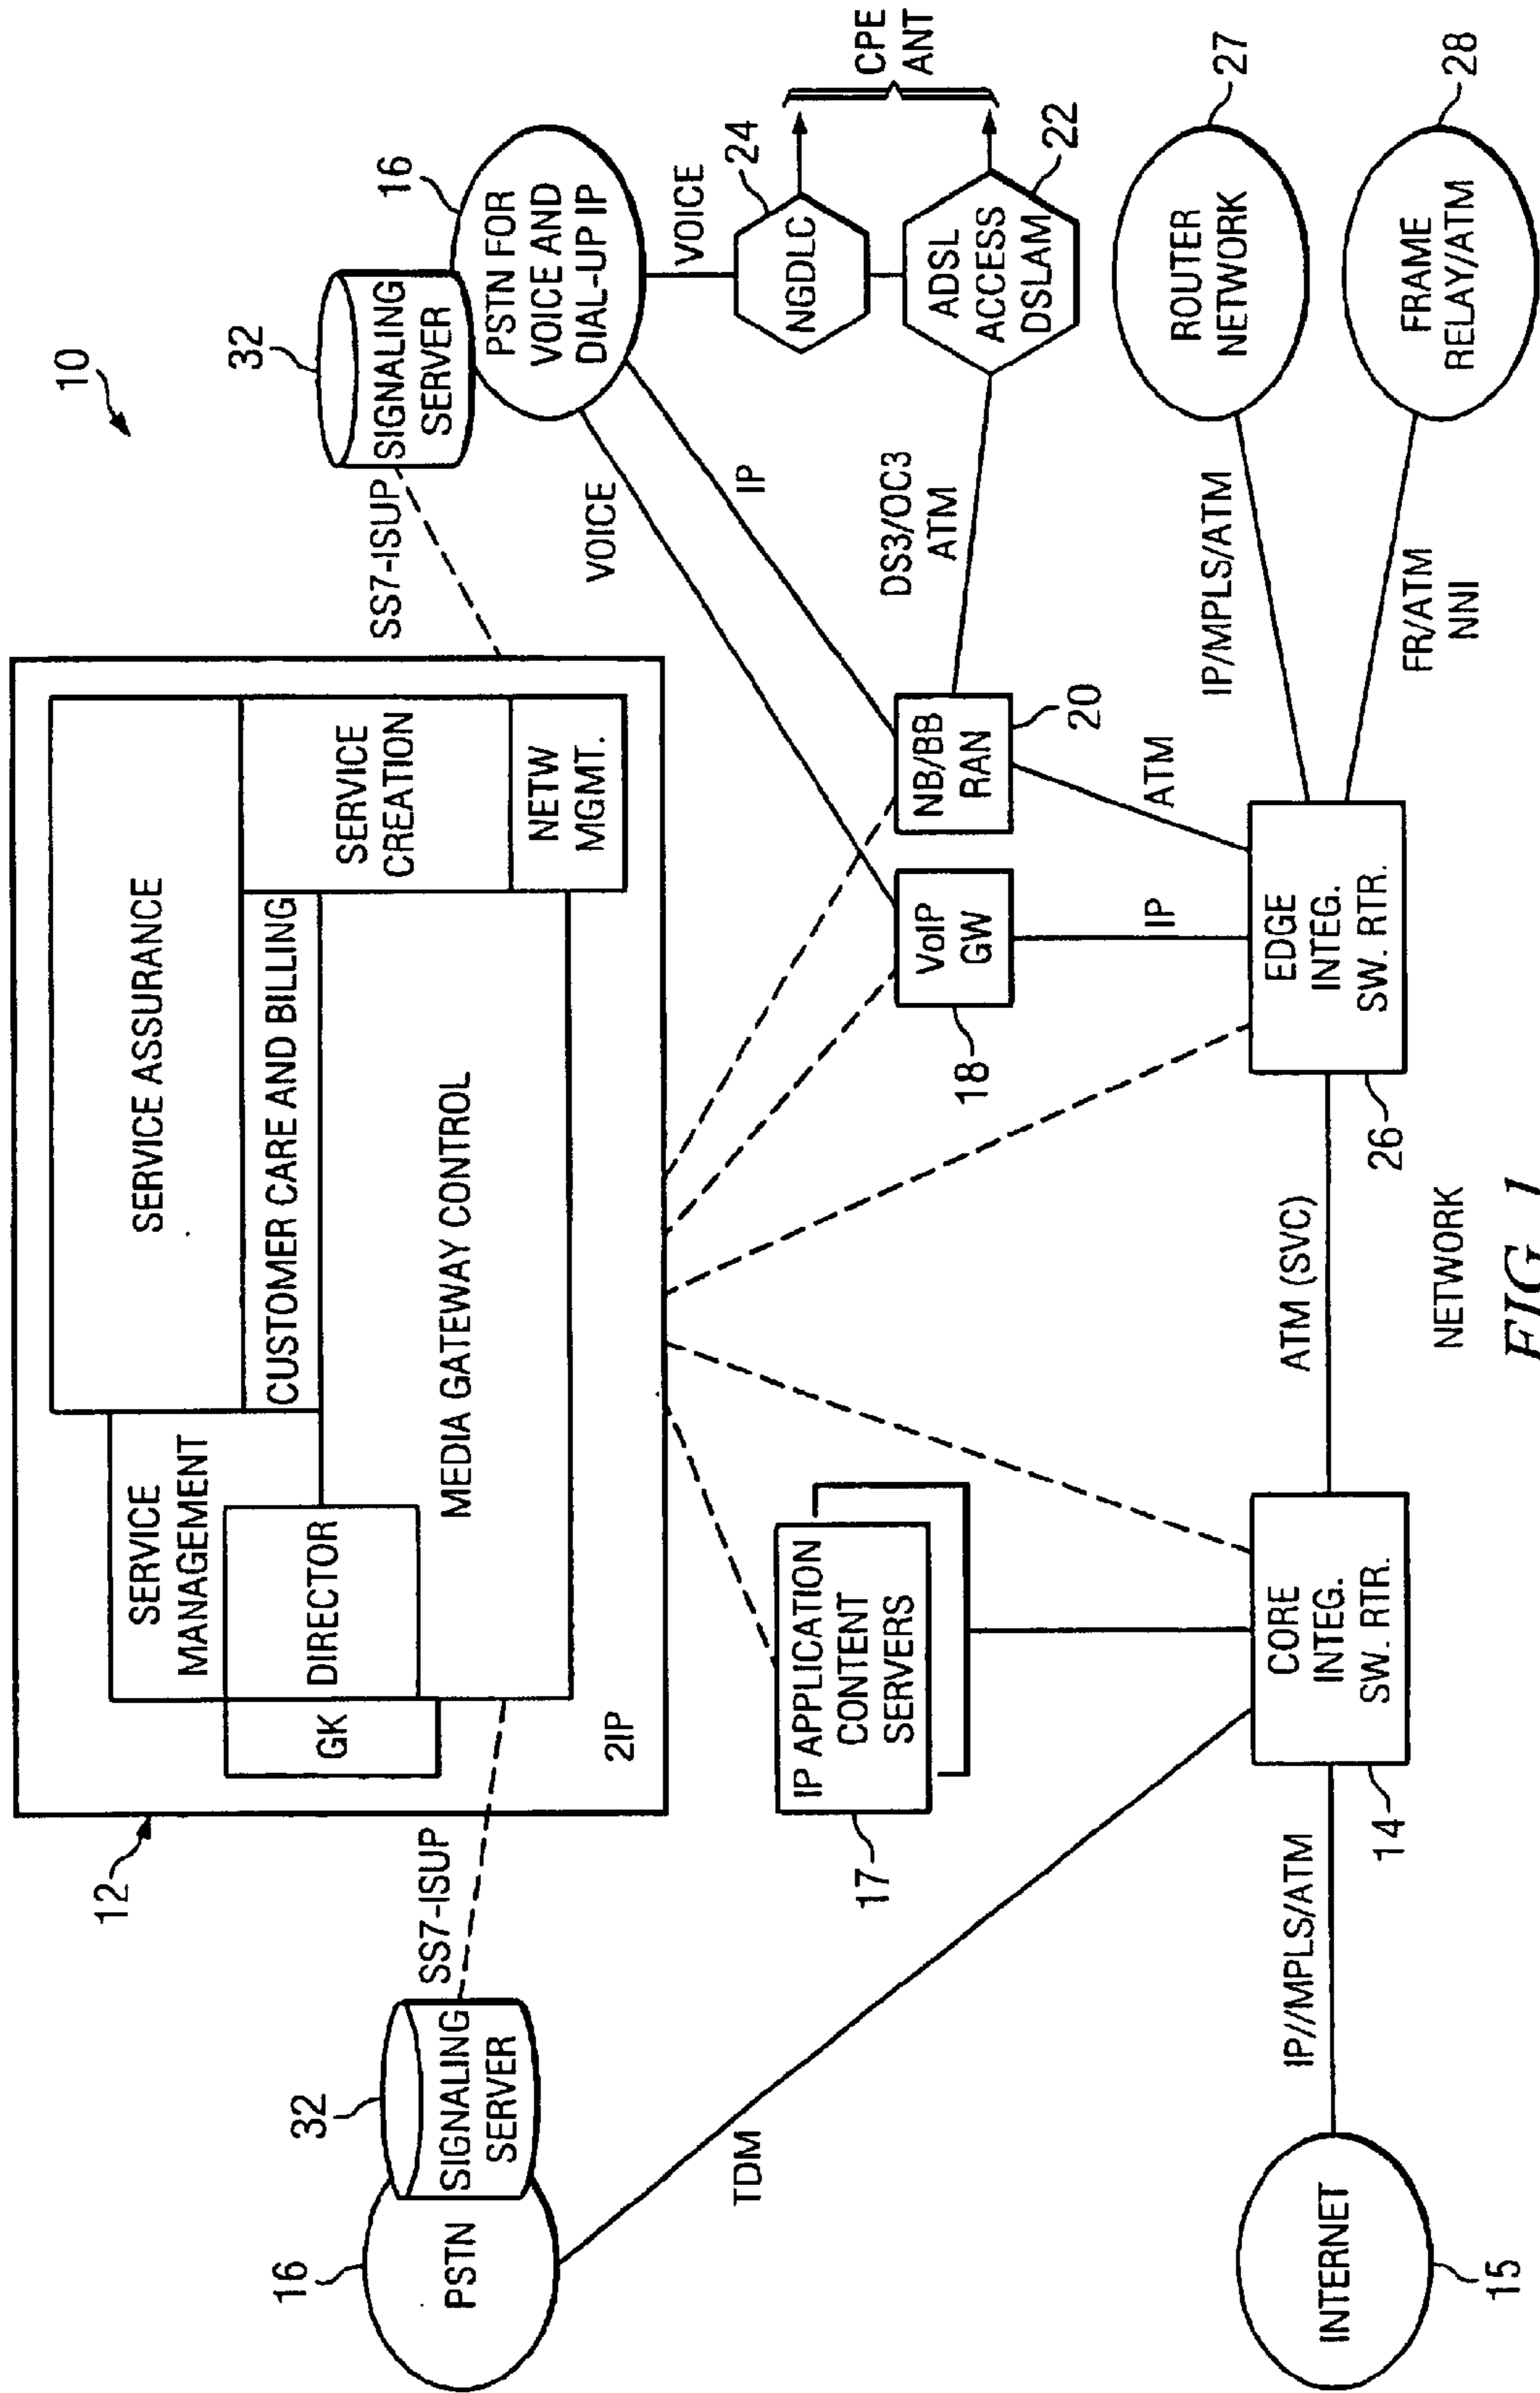 10
12
SERVICE ASSURANCE
SERVICE
MANAGEMENT
CUSTOMER CARE AND BILLING
SERVICE
CREATION
NETW
MGMT.
DIRECTOR
GK
MEDIA GATEWAY CONTROL
2IP
16
PSTN
32
SIGNALING
SERVER
SS7-ISUP
SS7-ISUP
32
SIGNALING
SERVER
16
PSTN FOR
VOICE AND
DIAL-UP IP
VOICE
24
NGDLC
CPE
ANT
VOICE
IP
ADSL
ACCESS
DSLAM
22
DS3/OC3
ATM
17
IP APPLICATION
CONTENT
SERVERS
18
VoIP
GW
NB/BB
RAN
20
TDM
IP
ATM
INTERNET
15
IP//MPLS/ATM
CORE
INTEG.
SW. RTR.
14
ATM (SVC)
EDGE
INTEG.
SW. RTR.
26
IP/MPLS/ATM
ROUTER
NETWORK
27
FR/ATM
NNI
FRAME
RELAY/ATM
28
NETWORK
FIG. 1